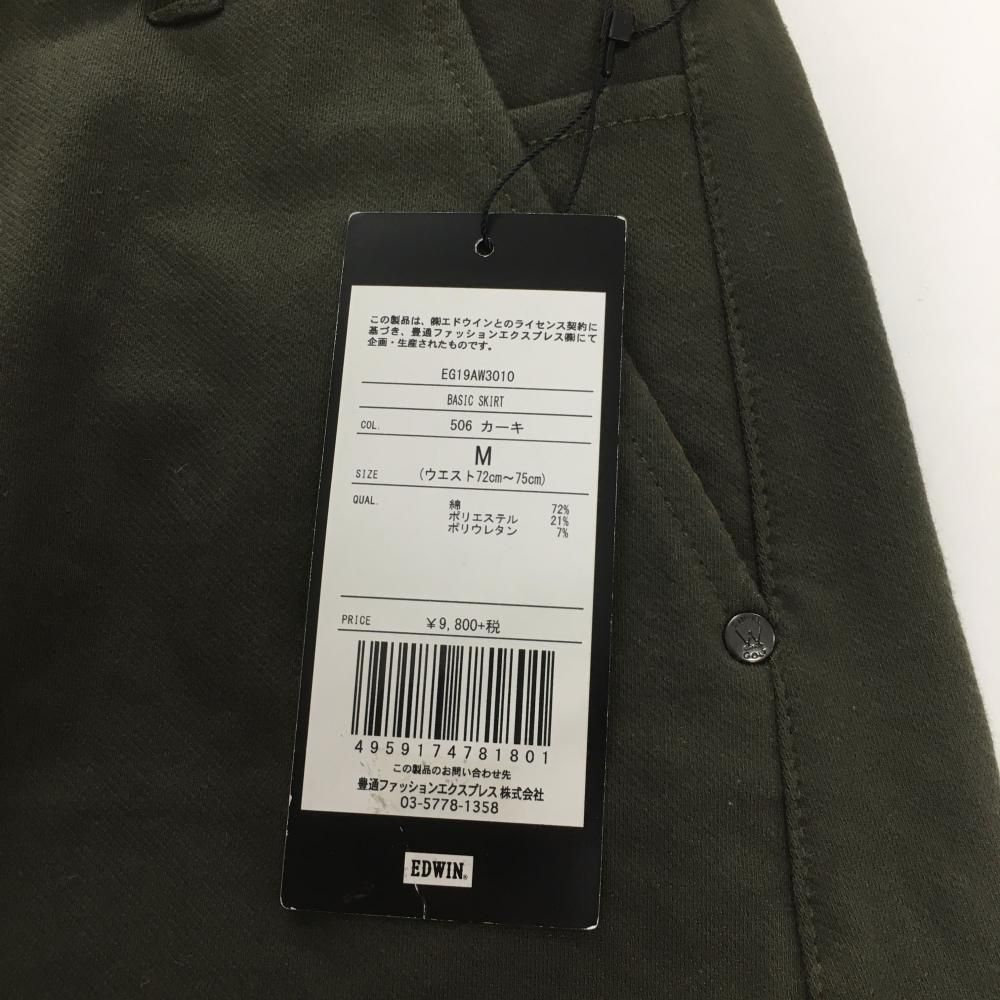 この製品は、㈱エドウインとのライセンス契約に
基づき、豊通ファッションエクスプレス㈱にて
企画・生産されたものです。
EG19AW3010
BASIC SKIRT
COL. 506 カーキ
M
SIZE (ウエスト72cm～75cm)
QUAL. 綿 72%
ポリエステル 21%
ポリウレタン 7%
PRICE ￥9,800+税
4959174781801
この製品のお問い合わせ先
豊通ファッションエクスプレス株式会社
03-5778-1358
EDWIN®
W
GOLF